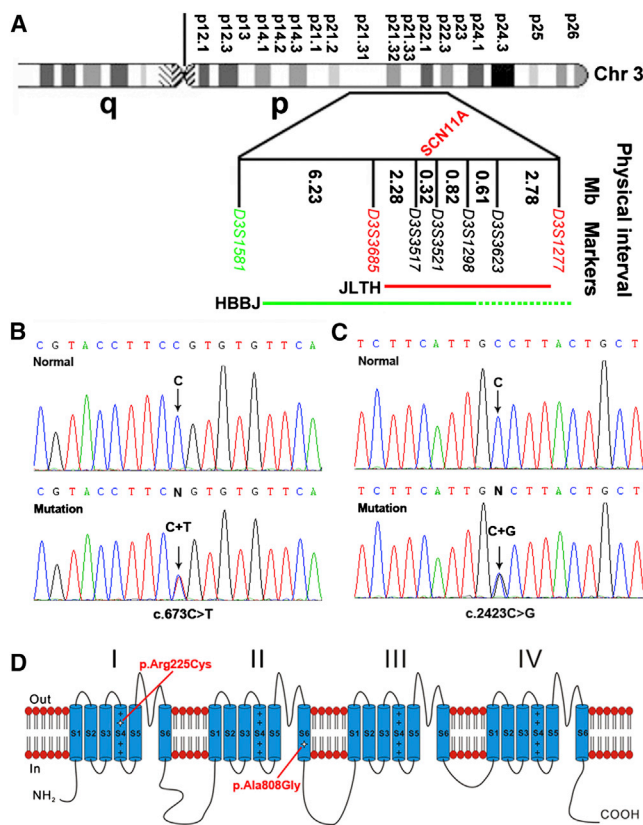 A
p12.1 p12.3 p13 p14.1 p14.2 p14.3 p21.1 p21.2 p21.31 p21.32 p21.33 p22.1 p22.3 p23 p24.1 p24.3 p25 p26
Chr 3
q p
SCN11A
6.23 2.28 0.32 0.82 0.61 2.78
Physical interval
Mb Markers
D3S1581 D3S3685 D3S3517 D3S3521 D3S1298 D3S3623 D3S1277
JLTH
HBBJ
B
C G T A C C T T C C G T G T G T T C A
Normal
C
C G T A C C T T C N G T G T G T T C A
Mutation
C+T
c.673C>T
C
T C T T C A T T G C C T T A C T G C T
Normal
C
T C T T C A T T G N C T T A C T G C T
Mutation
C+G
c.2423C>G
D
I II III IV
p.Arg225Cys
Out
S1 S2 S3 S4 S5 S6 S1 S2 S3 S4 S5 S6 S1 S2 S3 S4 S5 S6 S1 S2 S3 S4 S5 S6
In
p.Ala808Gly
NH₂
COOH